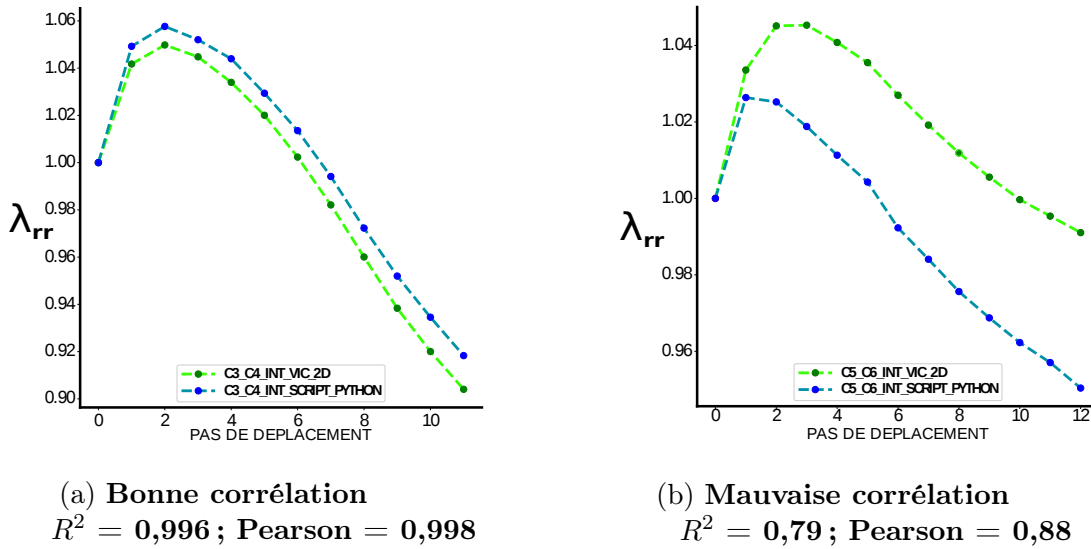 1.06
1.04
1.02
1.00
0.98
0.96
0.94
0.92
0.90
λrr
C3_C4_INT_VIC_2D
C3_C4_INT_SCRIPT_PYTHON
0 2 4 6 8 10
PAS DE DEPLACEMENT
(a) Bonne corrélation
R² = 0,996 ; Pearson = 0,998
1.04
1.02
1.00
0.98
0.96
λrr
C5_C6_INT_VIC_2D
C5_C6_INT_SCRIPT_PYTHON
0 2 4 6 8 10 12
PAS DE DEPLACEMENT
(b) Mauvaise corrélation
R² = 0,79 ; Pearson = 0,88